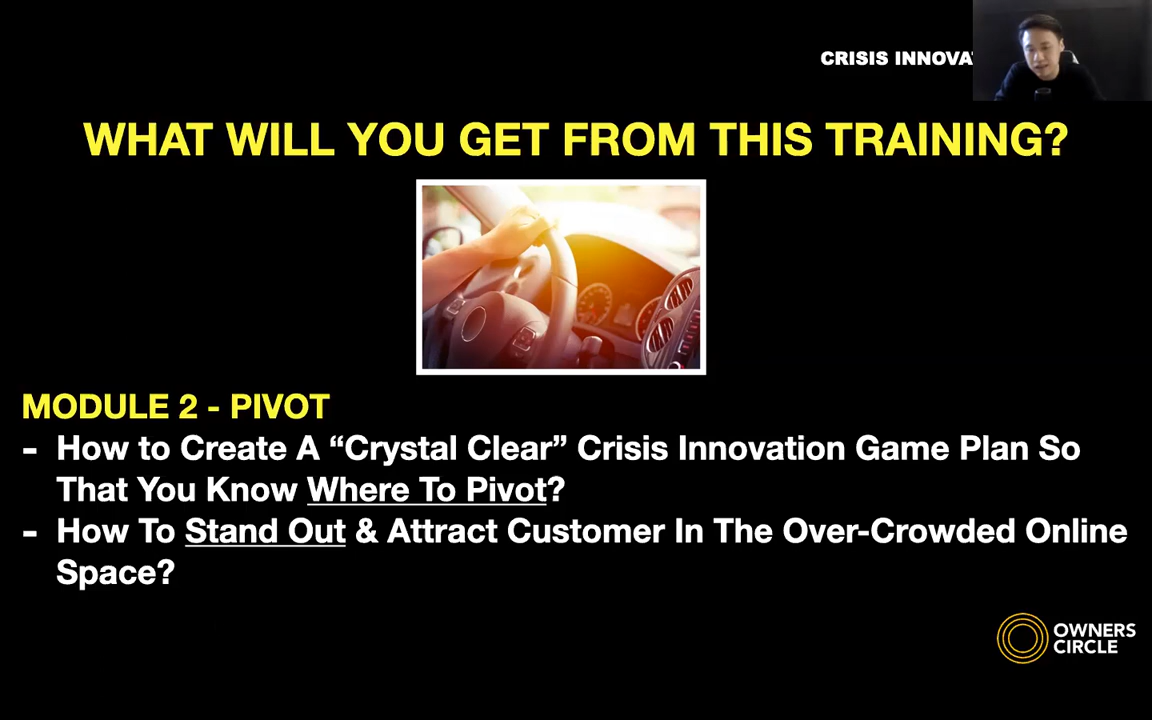 CRISIS INNOVA
WHAT WILL YOU GET FROM THIS TRAINING?
MODULE 2 - PIVOT
- How to Create A “Crystal Clear” Crisis Innovation Game Plan So
That You Know Where To Pivot?
- How To Stand Out & Attract Customer In The Over-Crowded Online
Space?
OWNERS
CIRCLE